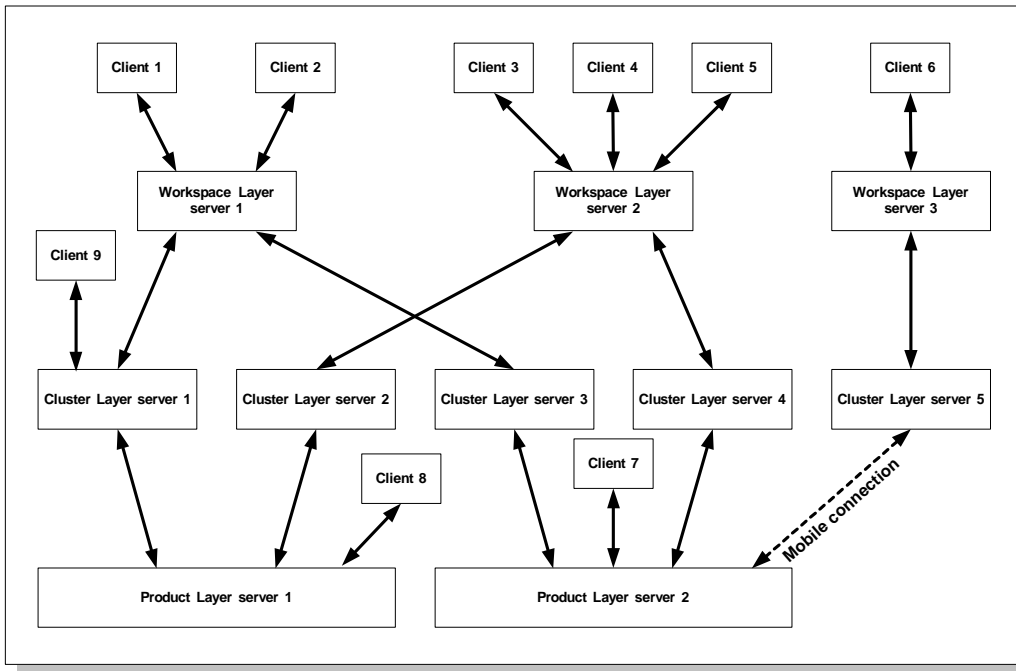 Client 1
Client 2
Client 3
Client 4
Client 5
Client 6
Workspace Layer
server 1
Workspace Layer
server 2
Workspace Layer
server 3
Client 9
Cluster Layer server 1
Cluster Layer server 2
Cluster Layer server 3
Cluster Layer server 4
Cluster Layer server 5
Client 8
Client 7
Mobile connection
Product Layer server 1
Product Layer server 2